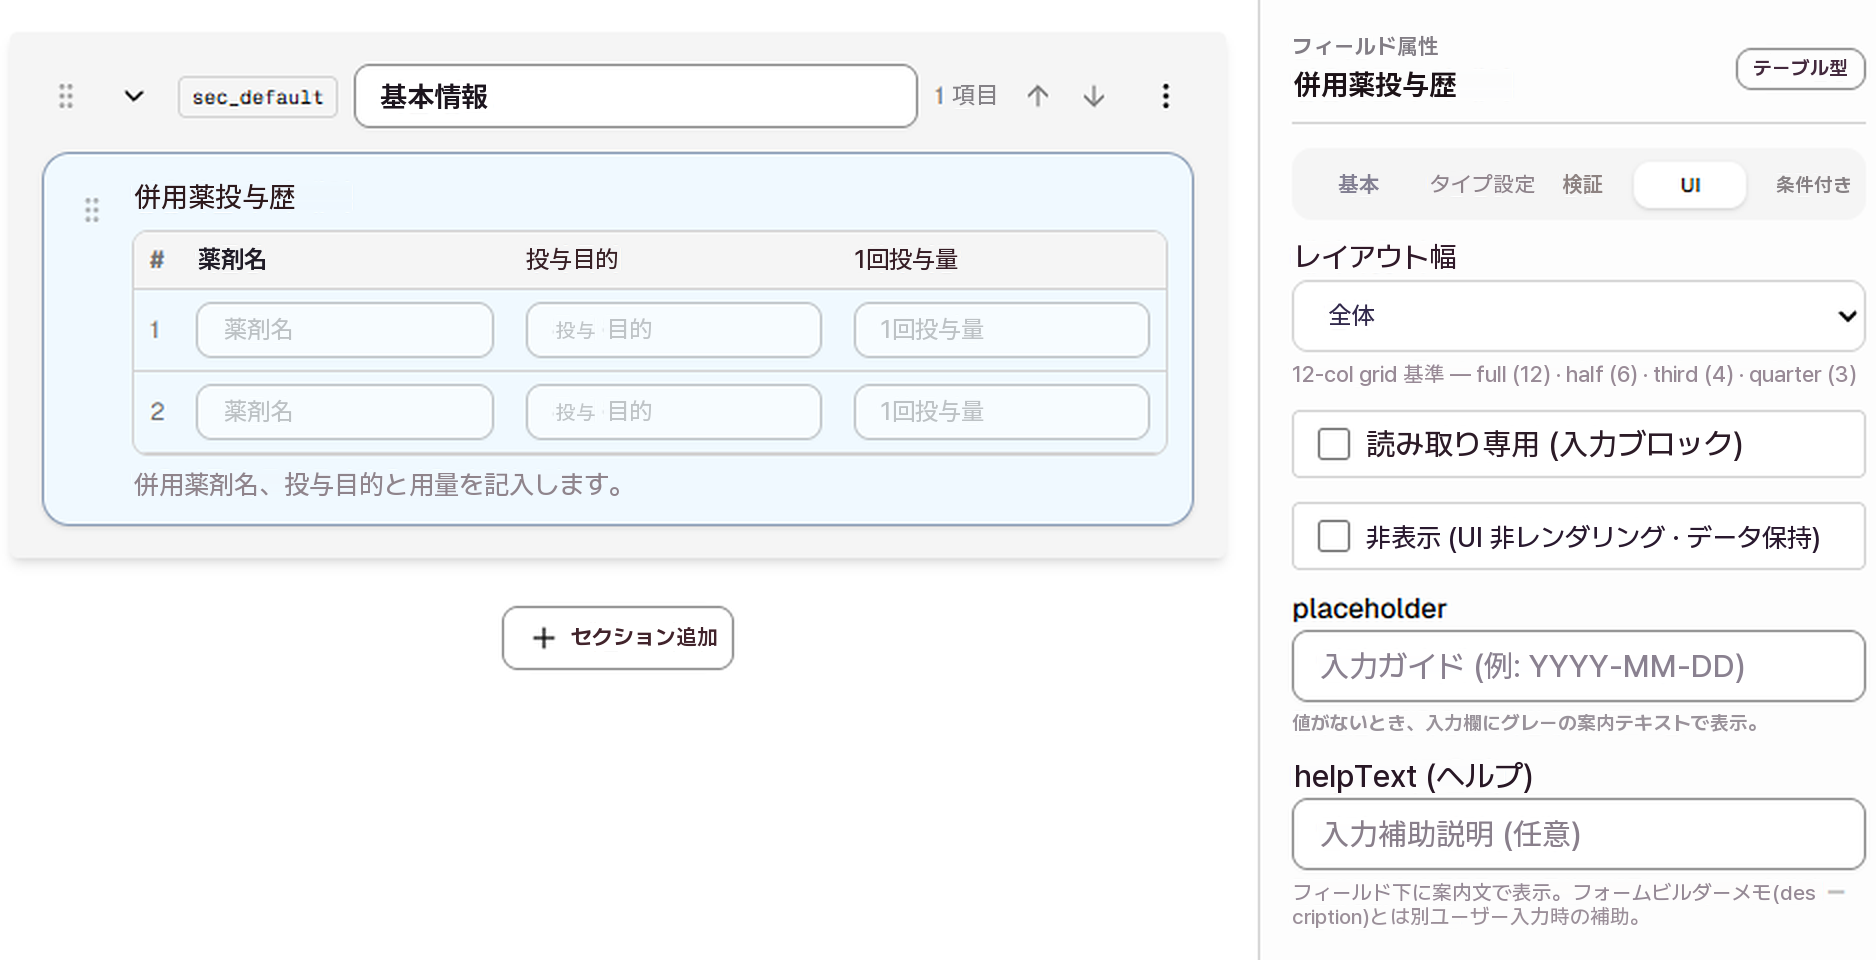 sec_default
基本情報
1 項目
併用薬投与歴
# 薬剤名 投与目的 1回投与量
1 薬剤名 投与 目的 1回投与量
2 薬剤名 投与 目的 1回投与量
併用薬剤名、投与目的と用量を記入します。
+ セクション追加
フィールド属性
併用薬投与歴
テーブル型
基本 タイプ設定 検証 UI 条件付き
レイアウト幅
全体
12-col grid 基準 — full (12) · half (6) · third (4) · quarter (3)
読み取り専用 (入力ブロック)
非表示 (UI 非レンダリング · データ保持)
placeholder
入力ガイド (例: YYYY-MM-DD)
値がないとき、入力欄にグレーの案内テキストで表示。
helpText (ヘルプ)
入力補助説明 (任意)
フィールド下に案内文で表示。フォームビルダーメモ(des —
cription)とは別ユーザー入力時の補助。